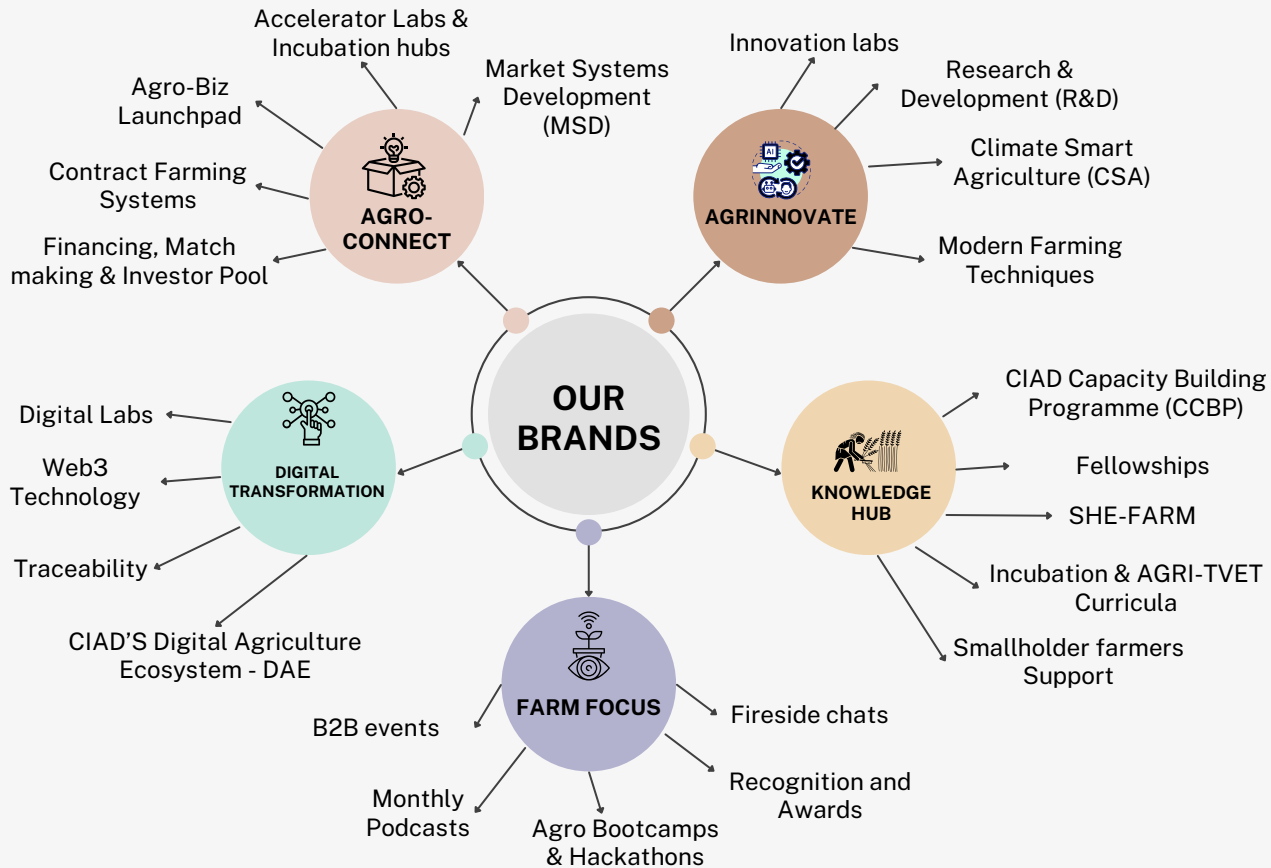 Accelerator Labs &
Incubation hubs
Agro-Biz
Launchpad
Market Systems
Development
(MSD)
Contract Farming
Systems
Financing, Match
making & Investor Pool
AGRO-
CONNECT
Innovation labs
Research &
Development (R&D)
Climate Smart
Agriculture (CSA)
Modern Farming
Techniques
AI
AGRINNOVATE
OUR
BRANDS
Digital Labs
Web3
Technology
Traceability
CIAD’S Digital Agriculture
Ecosystem - DAE
DIGITAL
TRANSFORMATION
CIAD Capacity Building
Programme (CCBP)
Fellowships
SHE-FARM
Incubation & AGRI-TVET
Curricula
Smallholder farmers
Support
KNOWLEDGE
HUB
FARM FOCUS
B2B events
Monthly
Podcasts
Agro Bootcamps
& Hackathons
Recognition and
Awards
Fireside chats